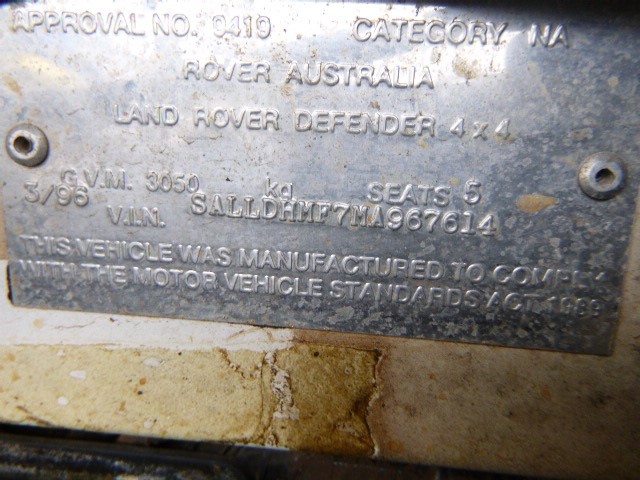 APPROVAL NO. 0419 CATEGORY NA
ROVER AUSTRALIA
LAND ROVER DEFENDER 4x4
G.V.M. 3050 kg SEATS 5
3/96 V.I.N. SALLDHMF7MA967614
THIS VEHICLE WAS MANUFACTURED TO COMPLY
WITH THE MOTOR VEHICLE STANDARDS ACT 1989